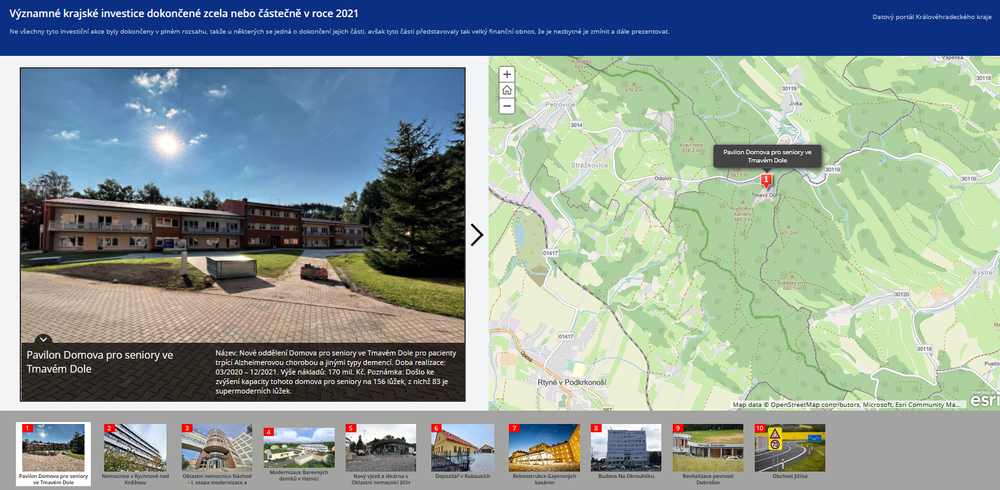 Významné krajské investice dokončené zcela nebo částečně v roce 2021
Datový portál Královéhradeckého kraje
Ne všechny tyto investiční akce byly dokončeny v plném rozsahu, takže u některých se jedná o dokončení jejich části, avšak tyto části představovaly tak velký finanční obnos, že je nezbytné je zmínit a dále prezentovat.
Pavilon Domova pro seniory ve
Tmavém Dole
Název: Nové oddělení Domova pro seniory ve Tmavém Dole pro pacienty
trpící Alzheimerovou chorobou a jinými typy demencí. Doba realizace:
03/2020 – 12/2021. Výše nákladů: 170 mil. Kč. Poznámka: Došlo ke
zvýšení kapacity tohoto domova pro seniory na 156 lůžek, z nichž 83 je
supermoderních lůžek.
+
−
Kolčarka
693 m
676.4 m
Vápenka
30118
30119
Jívka
Petrovice
3014
Kraví hora
628.2 m
Pavilon Domova pro seniory ve
Tmavém Dole
Strážkovice
Odolov
593.8 m
1
30119
30119
Tmavý Důl
Kryštofovy
kameny
585.4 m
601.2 m
01417
Bystré
Švédský vrch
660.1 m
30120
01417
30118
Úpická
Rtyně v Podkrkonoší
567
Map data © OpenStreetMap contributors, Microsoft, Esri Community Ma...
POWERED BY
esri
1
Pavilon Domova pro seniory
ve Tmavém Dole
2
Nemocnice v Rychnově nad
Kněžnou
3
Oblastní nemocnice Náchod
– I. etapa modernizace a
4
Modernizace Barevných
domků v Hajnici
5
Nový vjezd a lékárna v
Oblastní nemocnici Jičín
6
Depozitář v Robousích
7
Rekonstrukce Gayerových
kasáren
8
Budova Na Okrouhlíku
9
Revitalizace pevnosti
Dobrošov
10
70
Obchvat Jičína